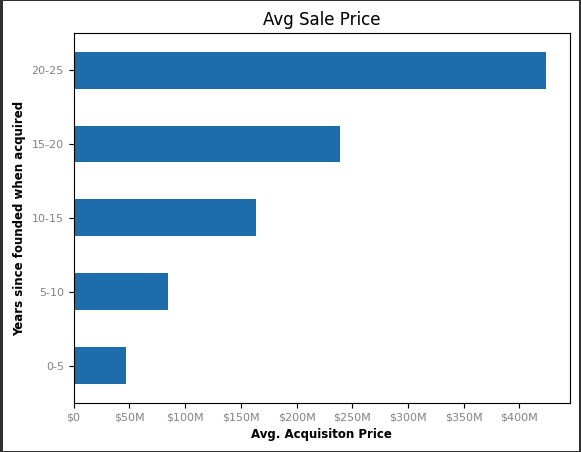 Avg Sale Price
Years since founded when acquired
20-25
15-20
10-15
5-10
0-5
$0 $50M $100M $150M $200M $250M $300M $350M $400M
Avg. Acquisiton Price